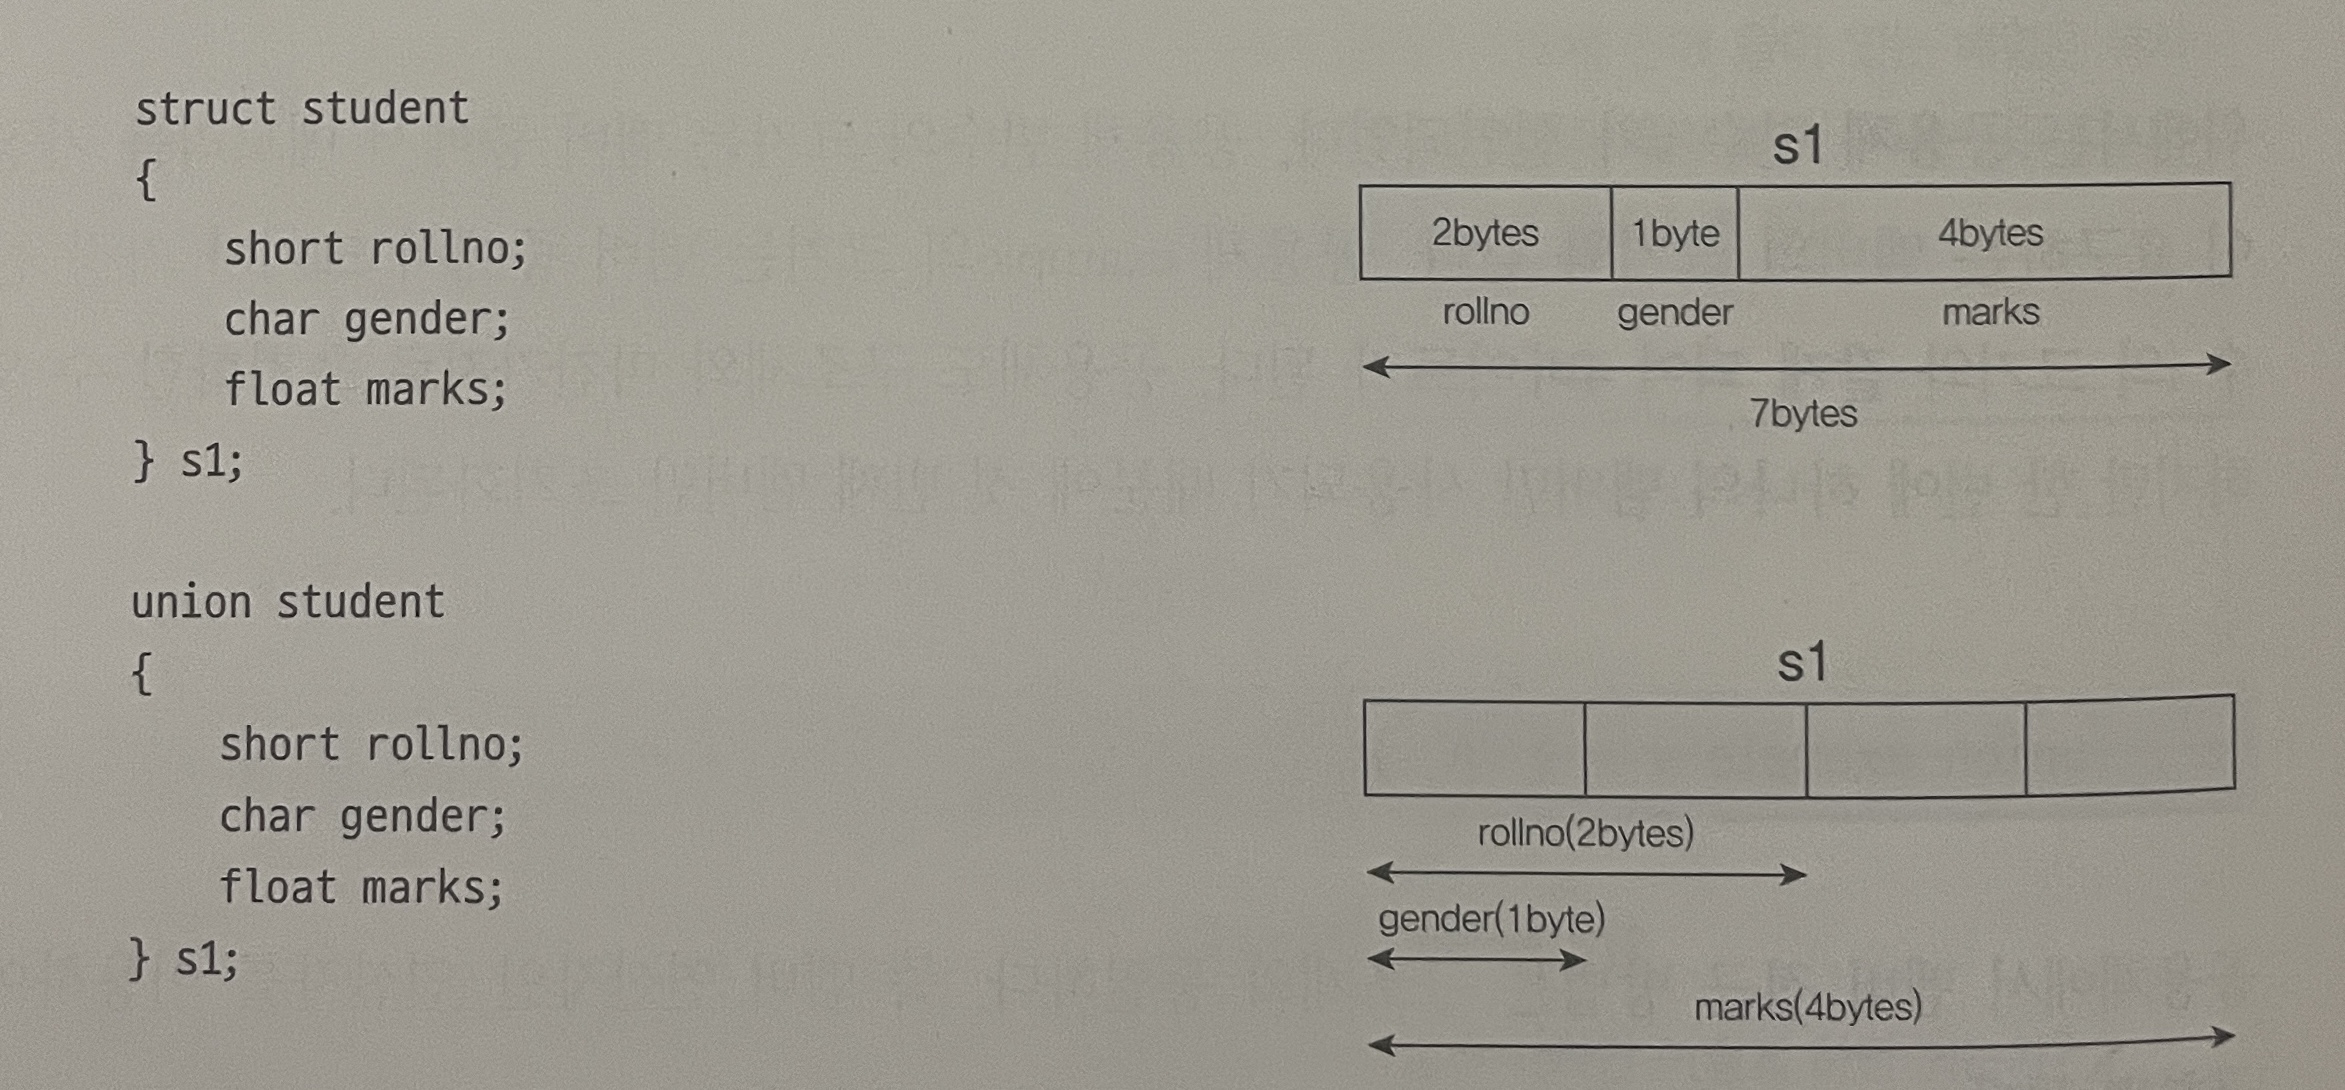 struct student
{
short rollno;
char gender;
float marks;
} s1;
s1
2bytes 1byte 4bytes
rollno gender marks
7bytes
union student
{
short rollno;
char gender;
float marks;
} s1;
s1
rollno(2bytes)
gender(1byte)
marks(4bytes)